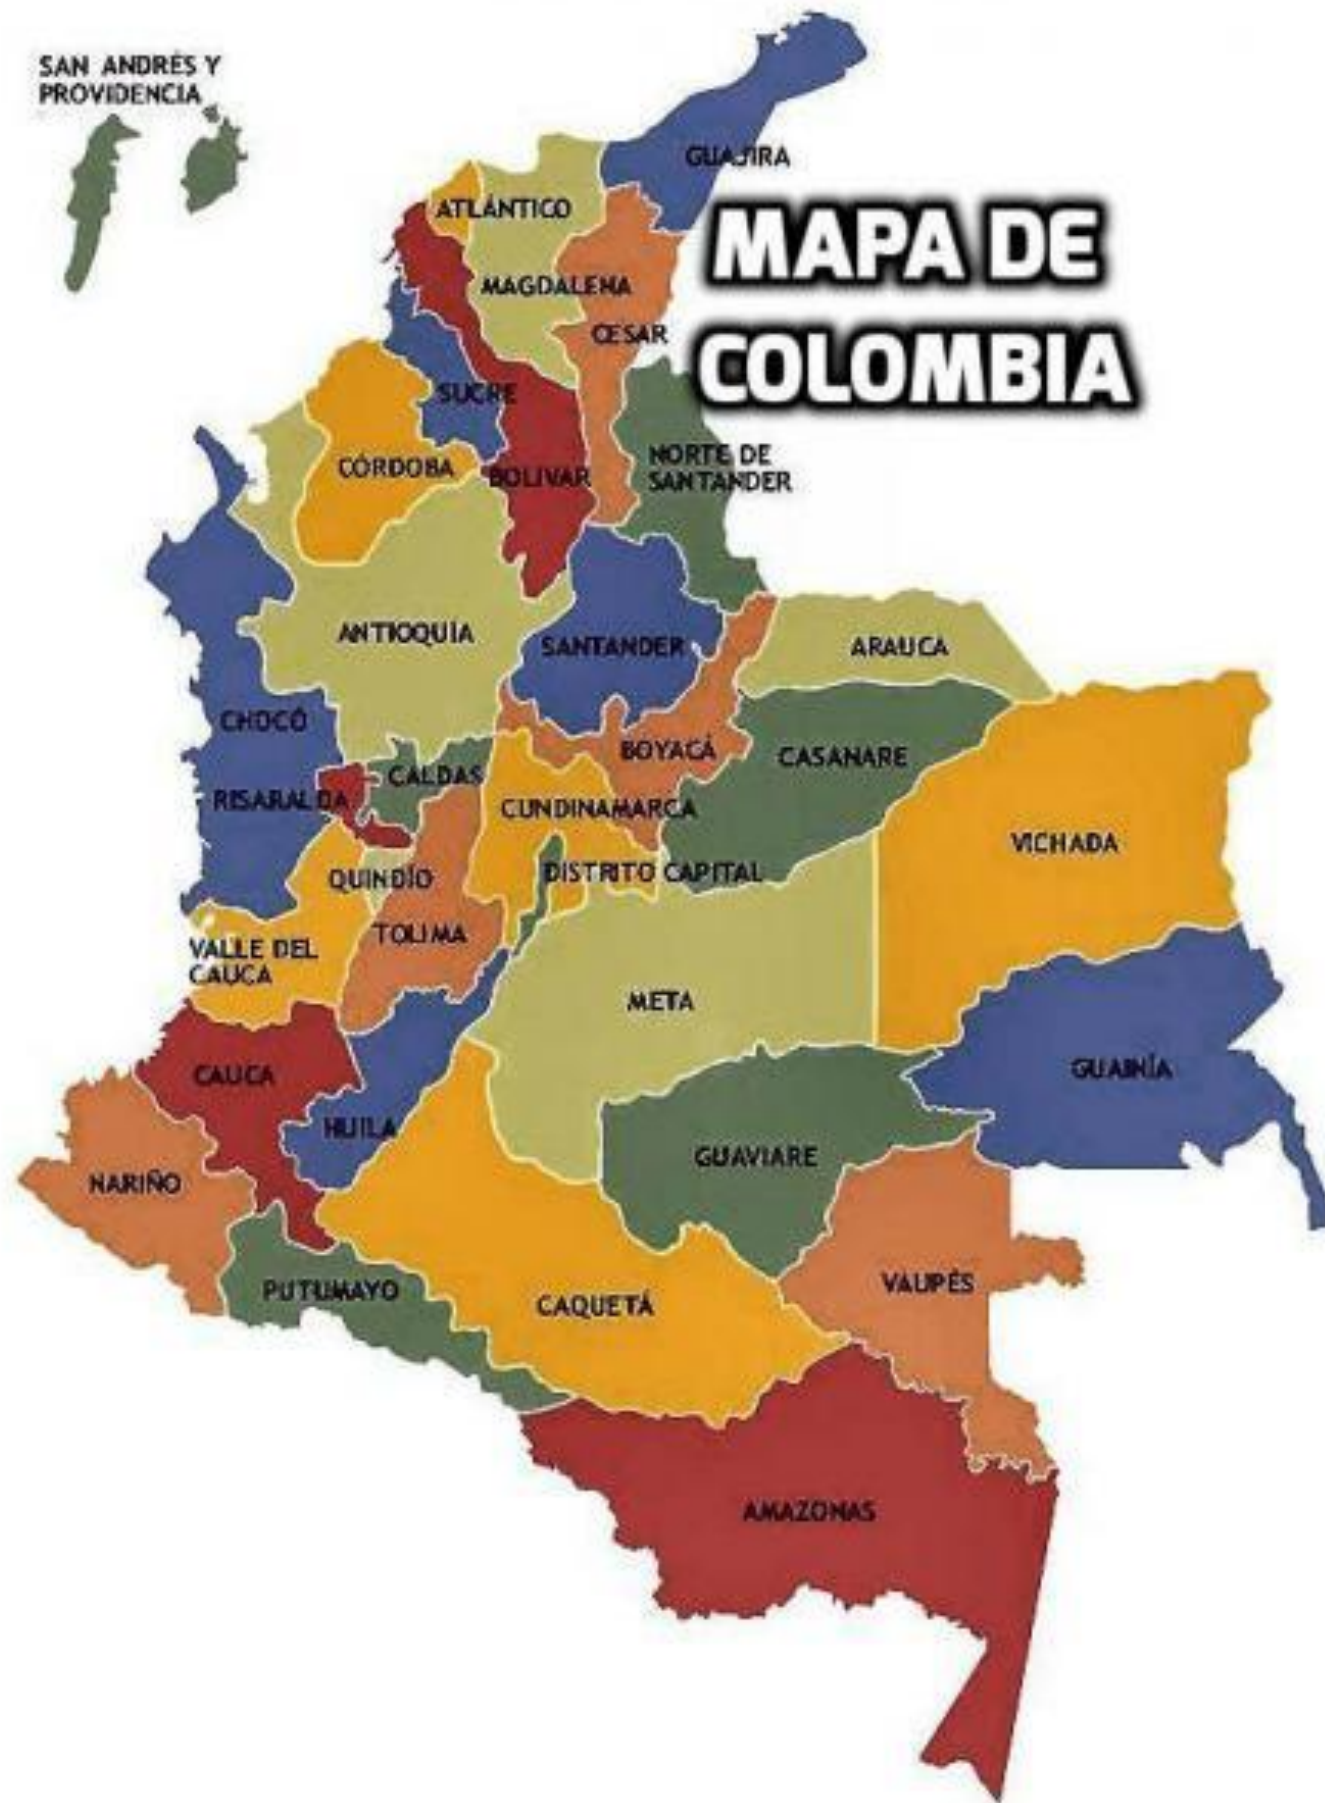 SAN ANDRÉS Y
PROVIDENCIA
GUAJIRA
MAPA DE
COLOMBIA
ATLÁNTICO
MAGDALENA
CESAR
SUCRE
CÓRDOBA
BOLIVAR
NORTE DE
SANTANDER
ANTIOQUÍA
SANTANDER
ARAUCA
CHOCÓ
BOYACÁ
CASANARE
CALDAS
RISARALDA
CUNDINAMARCA
VICHADA
QUINDÍO
DISTRITO CAPITAL
TOLIMA
VALLE DEL
CAUCA
META
CAUCA
GUAINÍA
HUILA
GUAVIARE
NARIÑO
PUTUMAYO
CAQUETÁ
VAUPÉS
AMAZONAS